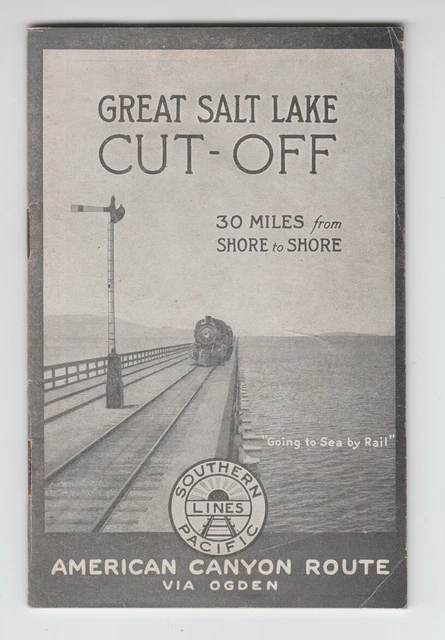 GREAT SALT LAKE
CUT-OFF
30 MILES from
SHORE to SHORE
"Going to Sea by Rail"
SOUTHERN
LINES
PACIFIC
AMERICAN CANYON ROUTE
VIA OGDEN